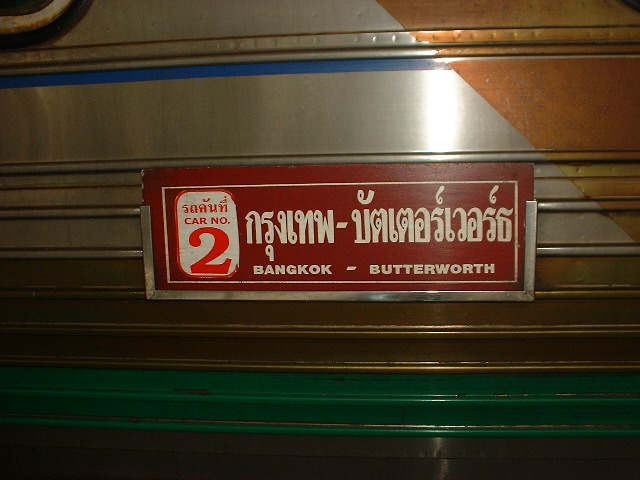 รถคันที่
CAR NO.
2
กรุงเทพ-บัตเตอร์เวอร์ธ
BANGKOK - BUTTERWORTH